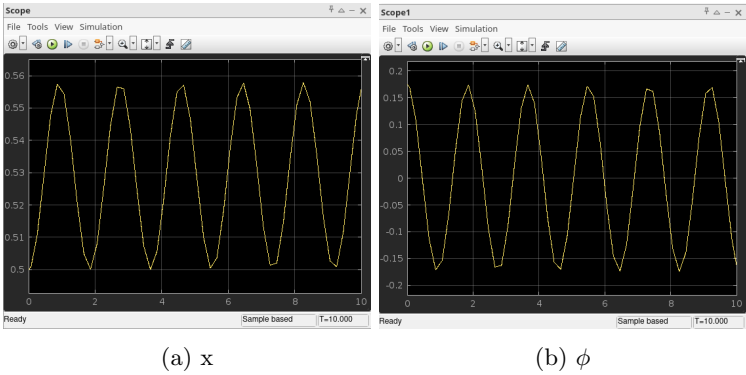 Scope
File Tools View Simulation
0.56
0.55
0.54
0.53
0.52
0.51
0.5
0 2 4 6 8 10
Ready Sample based T=10.000
(a) x
Scope1
File Tools View Simulation
0.2
0.15
0.1
0.05
0
-0.05
-0.1
-0.15
-0.2
0 2 4 6 8 10
Ready Sample based T=10.000
(b) ϕ